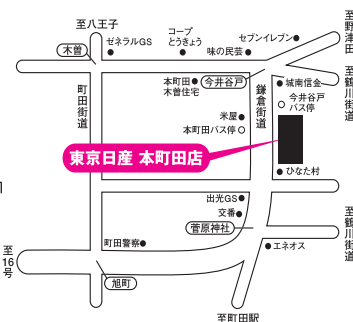 至八王子
コープ
とうきょう
セブンイレブン
至野津田
木曽
ゼネラルGS
味の民芸
至鶴川街道
本町田
木曽住宅
今井谷戸
城南信金
町田街道
鎌倉街道
今井谷戸
バス停
米屋
本町田バス停
東京日産 本町田店
ひなた村
出光GS
交番
菅原神社
至鶴川街道
町田警察
エネオス
至16号
旭町
至町田駅